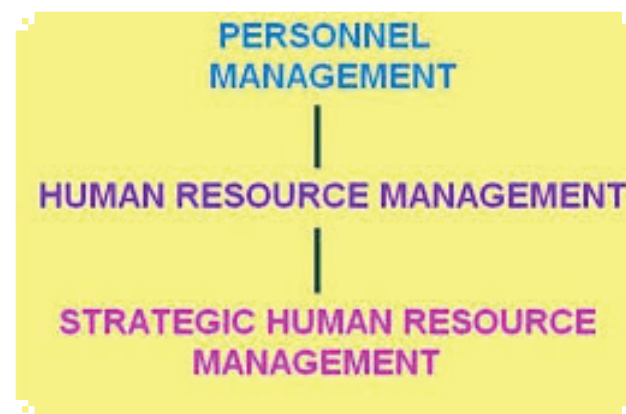 PERSONNEL
MANAGEMENT
HUMAN RESOURCE MANAGEMENT
STRATEGIC HUMAN RESOURCE
MANAGEMENT